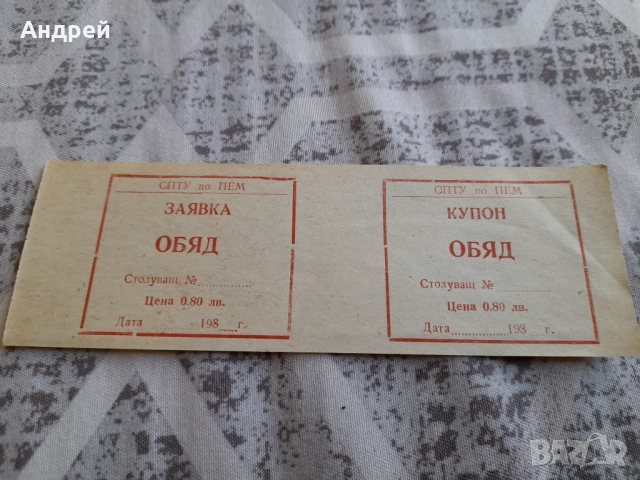 Андрей
СПТУ по ПЕМ
ЗАЯВКА
ОБЯД
Столуващ №..............
Цена 0.80 лв.
Дата ............ 198......г.
СПТУ по ПЕМ
КУПОН
ОБЯД
Столуващ №..............
Цена 0.80 лв.
Дата ............ 198......г.
BAZAR